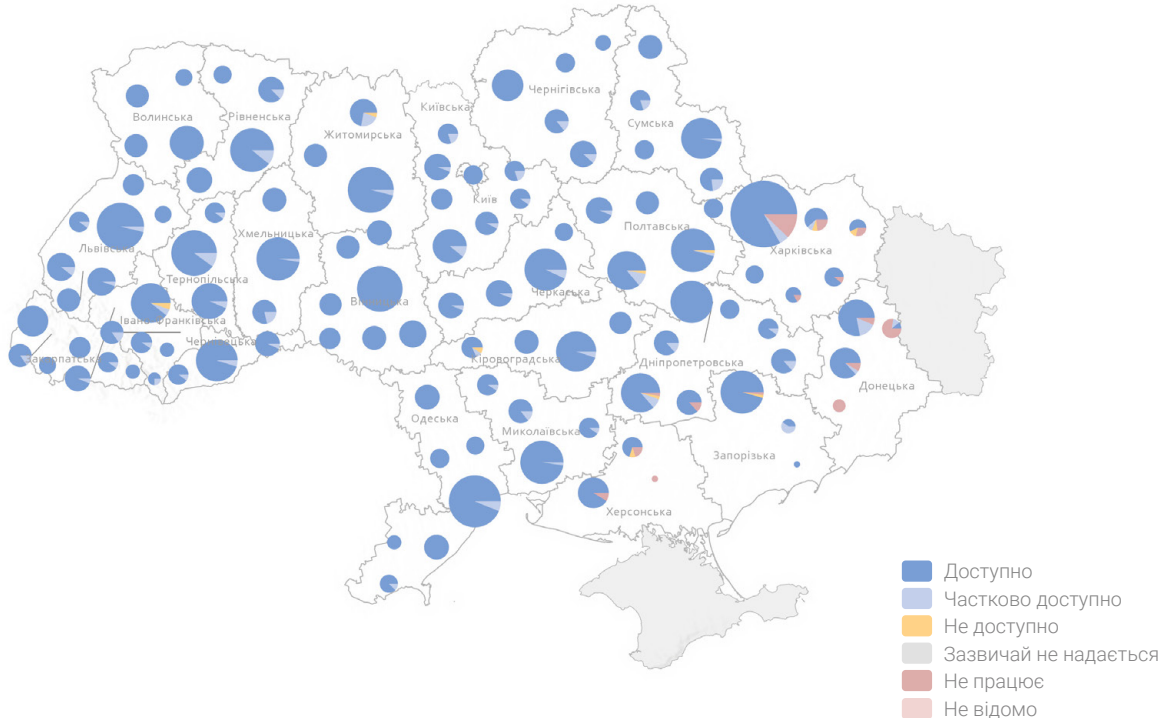 Київська
Чернігівська
Волинська
Рівненська
Сумська
Житомирська
Київ
Полтавська
Хмельницька
Львівська
Харківська
Тернопільська
Черкаська
Івано-Франківська
Чернівецька
Закарпатська
Кіровоградська
Дніпропетровська
Донецька
Одеська
Миколаївська
Запорізька
Херсонська
Доступно
Частково доступно
Не доступно
Зазвичай не надається
Не працює
Не відомо